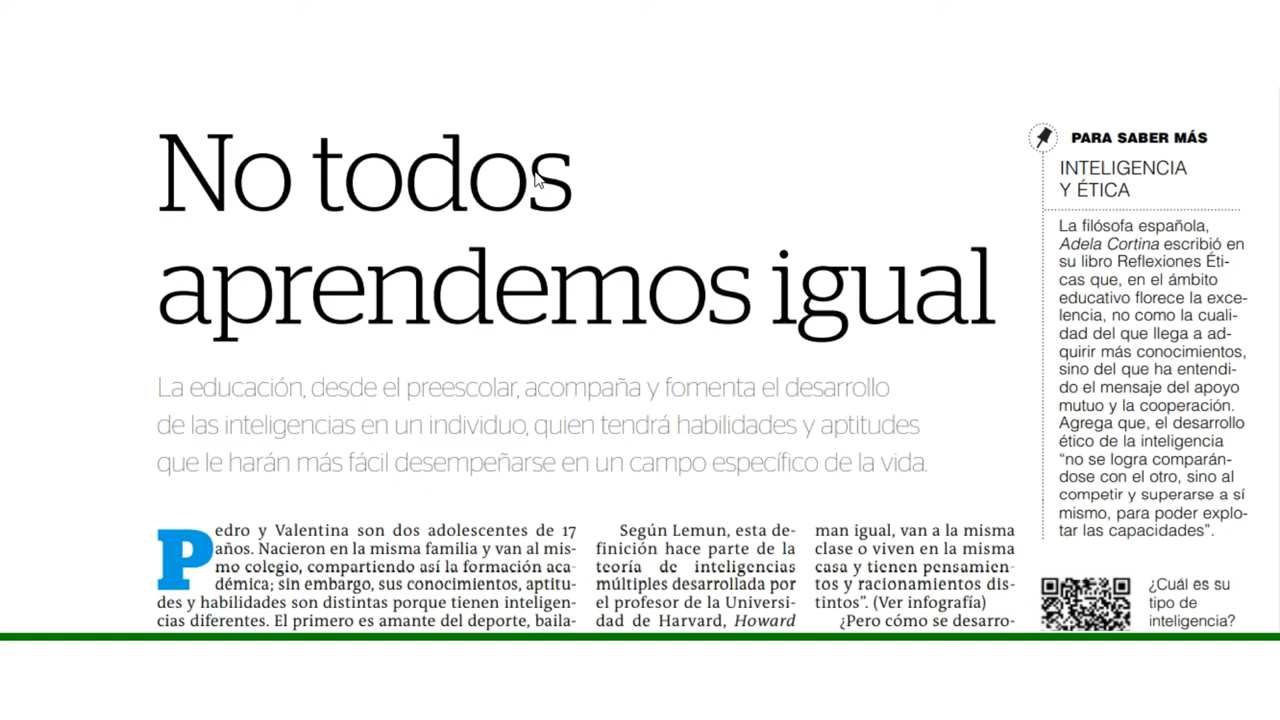 No todos
aprendemos igual
La educación, desde el preescolar, acompaña y fomenta el desarrollo
de las inteligencias en un individuo, quien tendrá habilidades y aptitudes
que le harán más fácil desempeñarse en un campo específico de la vida.
Pedro y Valentina son dos adolescentes de 17
años. Nacieron en la misma familia y van al mis-
mo colegio, compartiendo así la formación aca-
démica; sin embargo, sus conocimientos, aptitu-
des y habilidades son distintas porque tienen inteligen-
cias diferentes. El primero es amante del deporte, baila-
Según Lemun, esta de-
finición hace parte de la
teoría de inteligencias
múltiples desarrollada por
el profesor de la Universi-
dad de Harvard, Howard
man igual, van a la misma
clase o viven en la misma
casa y tienen pensamien-
tos y racionamientos dis-
tintos”. (Ver infografía)
¿Pero cómo se desarro-
PARA SABER MÁS
INTELIGENCIA
Y ÉTICA
La filósofa española,
Adela Cortina escribió en
su libro Reflexiones Éti-
cas que, en el ámbito
educativo florece la exce-
lencia, no como la cuali-
dad del que llega a ad-
quirir más conocimientos,
sino del que ha entendi-
do el mensaje del apoyo
mutuo y la cooperación.
Agrega que, el desarrollo
ético de la inteligencia
“no se logra comparán-
dose con el otro, sino al
competir y superarse a sí
mismo, para poder explo-
tar las capacidades”.
¿Cuál es su
tipo de
inteligencia?